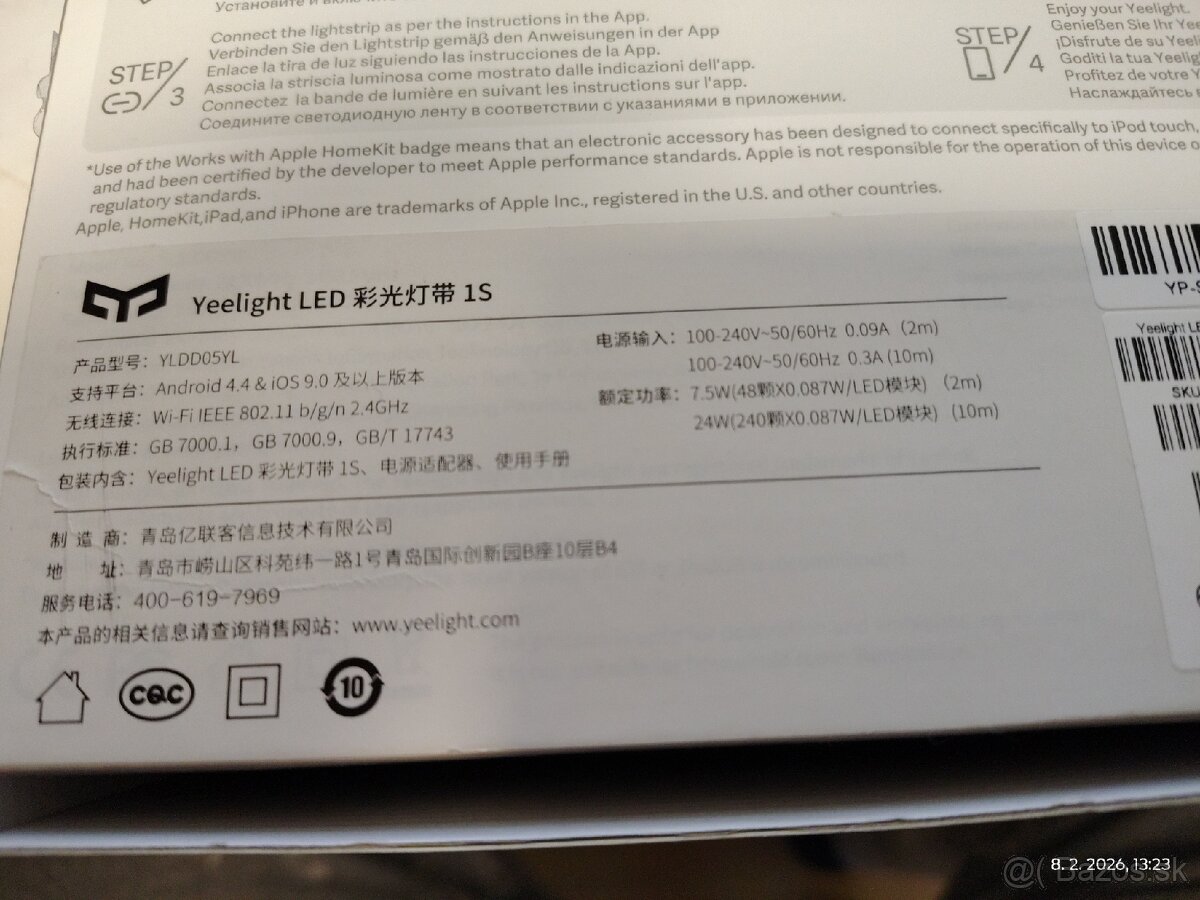 Установите и
Connect the lightstrip as per the instructions in the App.
Verbinden Sie den Lightstrip gemäß den Anweisungen in der App
Enlace la tira de luz siguiendo las instrucciones de la App.
Associa la striscia luminosa come mostrato dalle indicazioni dell'app.
Connectez la bande de lumière en suivant les instructions sur l'app.
Соедините светодиодную ленту в соответствии с указаниями в приложении.
STEP/3
Enjoy your Yeelight.
Genießen Sie Ihr Yee
¡Disfrute de su Yeeli
Goditi la tua Yeelig
Profitez de votre Y
Наслаждайтесь
STEP/4
*Use of the Works with Apple HomeKit badge means that an electronic accessory has been designed to connect specifically to iPod touch,
and had been certified by the developer to meet Apple performance standards. Apple is not responsible for the operation of this device o
regulatory standards.
Apple, HomeKit,iPad,and iPhone are trademarks of Apple Inc., registered in the U.S. and other countries.
Yeelight LED 彩光灯带 1S
产品型号：YLDD05YL
支持平台：Android 4.4 & iOS 9.0 及以上版本
无线连接：Wi-Fi IEEE 802.11 b/g/n 2.4GHz
执行标准：GB 7000.1，GB 7000.9，GB/T 17743
包装内含：Yeelight LED 彩光灯带 1S、电源适配器、使用手册
电源输入：100-240V~50/60Hz 0.09A（2m）
100-240V~50/60Hz 0.3A (10m)
额定功率：7.5W(48颗X0.087W/LED模块)（2m)
24W(240颗X0.087W/LED模块)（10m)
制 造 商：青岛亿联客信息技术有限公司
地 址：青岛市崂山区科苑纬一路1号青岛国际创新园B座10层B4
服务电话：400-619-7969
本产品的相关信息请查询销售网站：www.yeelight.com
CQC
10
YP-
Yeelight LE
SKU
8. 2. 2026, 13:23
@( Bazos.sk